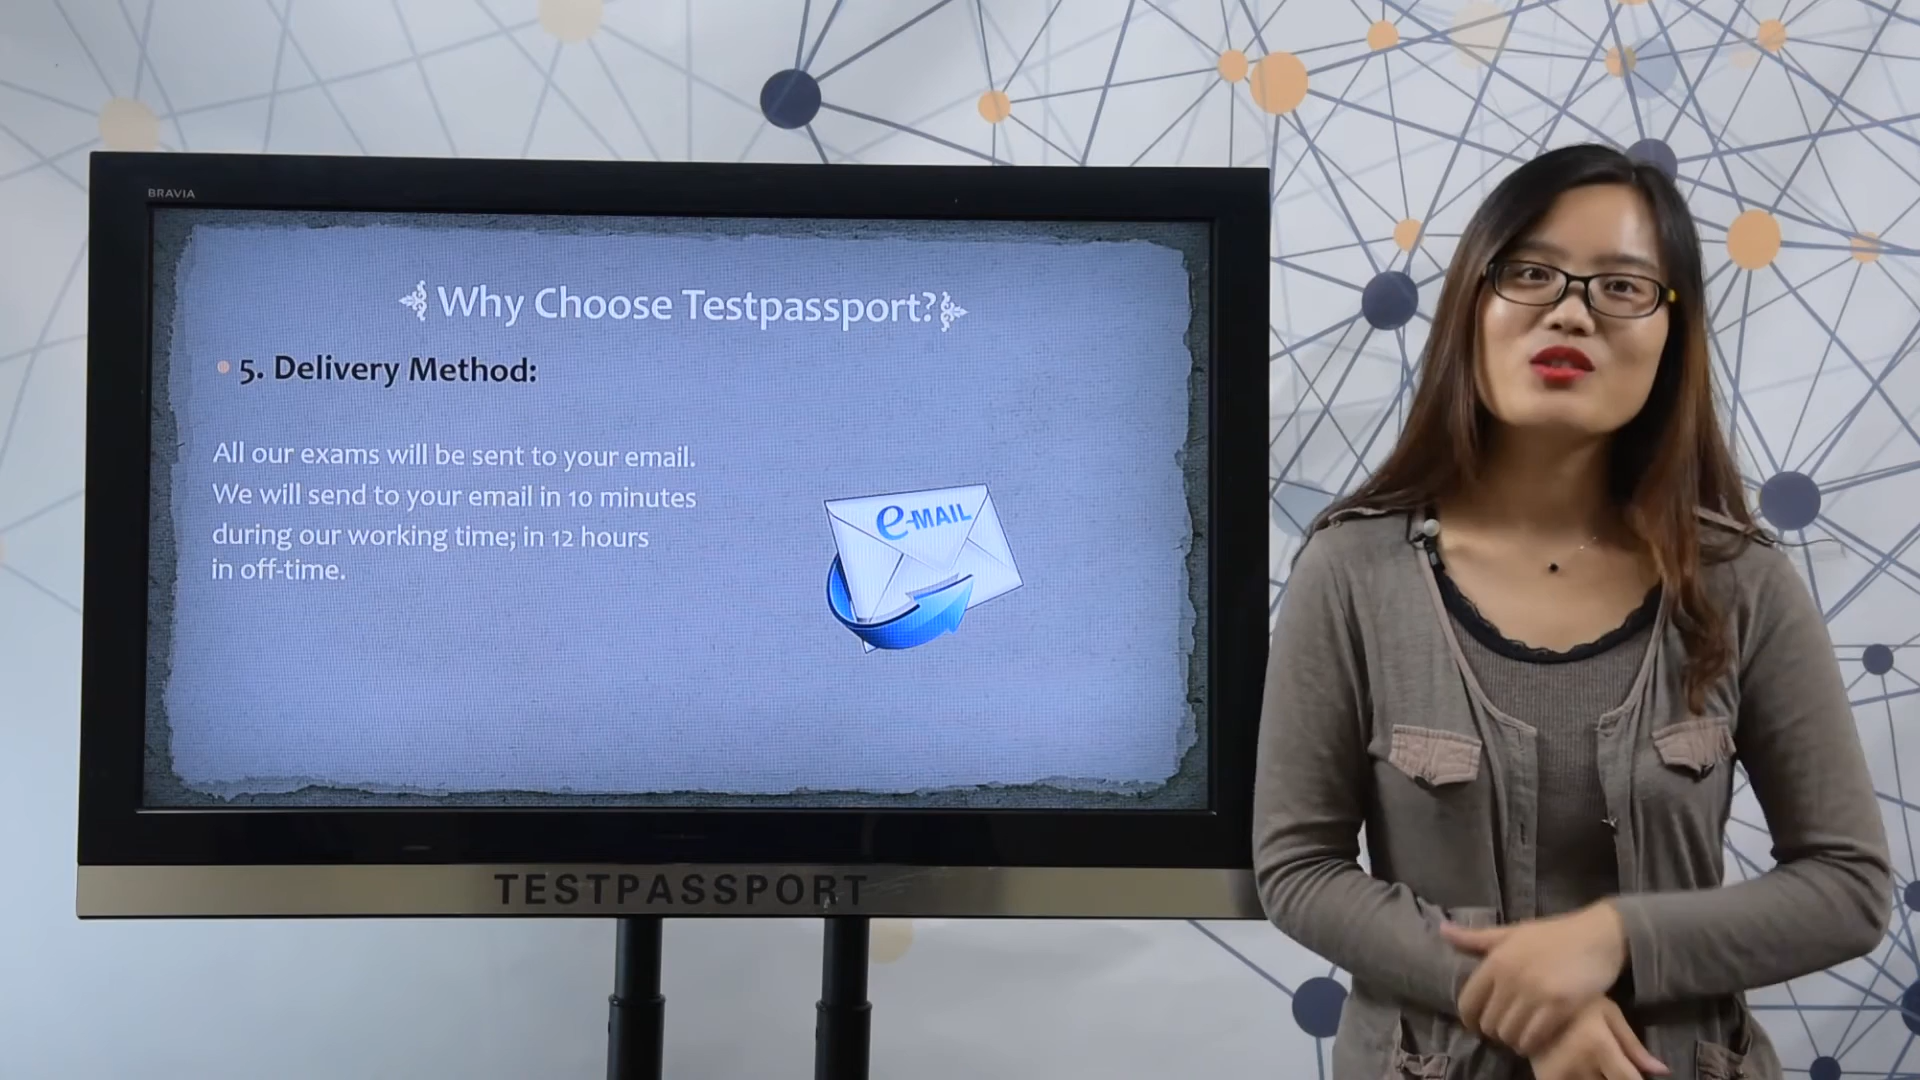 BRAVIA
Why Choose Testpassport?
5. Delivery Method:
All our exams will be sent to your email.
We will send to your email in 10 minutes
during our working time; in 12 hours
in off-time.
e-MAIL
TESTPASSPORT